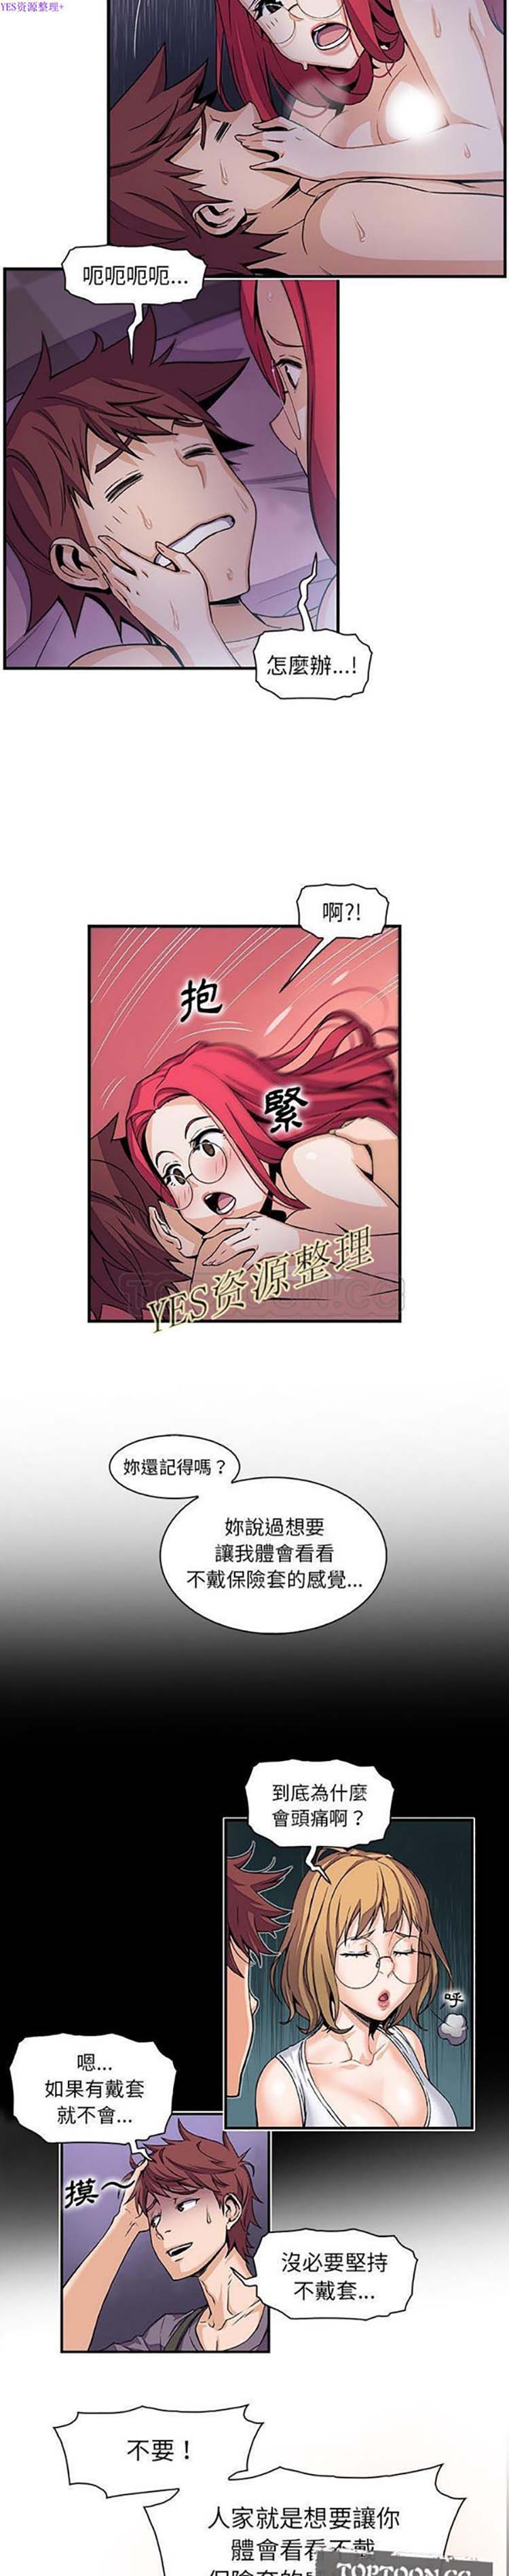 YES资源整理+
呃呃呃呃...
怎麼辦...!
啊?!
抱
緊
YES资源整理
妳還記得嗎？
妳說過想要
讓我體會看看
不戴保險套的感覺...
到底為什麼
會頭痛啊？
呼
嗯...
如果有戴套
就不會...
摸～
沒必要堅持
不戴套...
不要！
人家就是想要讓你
體會看看不戴
TOPTOON.CC